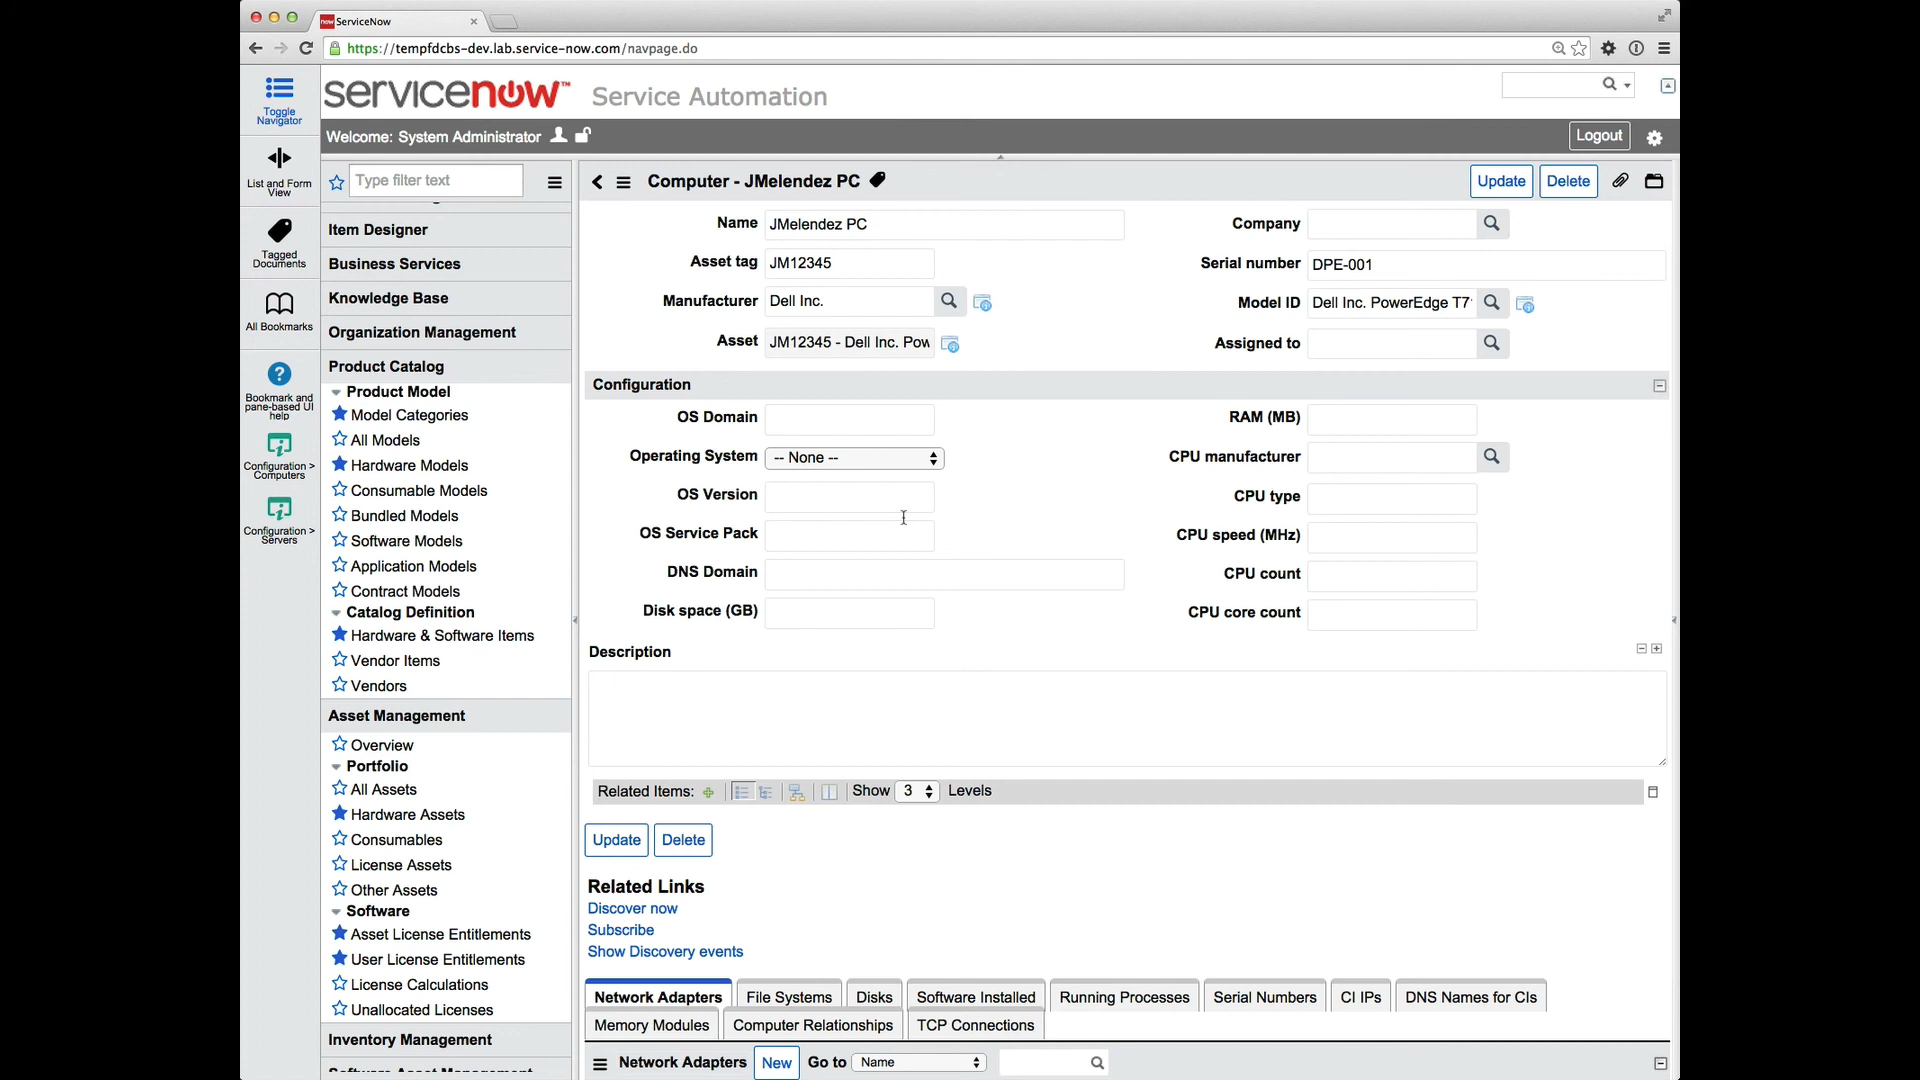 ServiceNow
https://tempfdcbs-dev.lab.service-now.com/navpage.do
Toggle
Navigator
List and Form
View
Tagged
Documents
All Bookmarks
Bookmark and
pane-based UI
help
Configuration >
Computers
Configuration >
Servers
servicenow™ Service Automation
Welcome: System Administrator
Logout
Type filter text
Item Designer
Business Services
Knowledge Base
Organization Management
Product Catalog
Product Model
Model Categories
All Models
Hardware Models
Consumable Models
Bundled Models
Software Models
Application Models
Contract Models
Catalog Definition
Hardware & Software Items
Vendor Items
Vendors
Asset Management
Overview
Portfolio
All Assets
Hardware Assets
Consumables
License Assets
Other Assets
Software
Asset License Entitlements
User License Entitlements
License Calculations
Unallocated Licenses
Inventory Management
Computer - JMelendez PC
Update Delete
Name JMelendez PC
Company
Asset tag JM12345
Serial number DPE-001
Manufacturer Dell Inc.
Model ID Dell Inc. PowerEdge T7
Asset JM12345 - Dell Inc. Pow
Assigned to
Configuration
OS Domain
RAM (MB)
Operating System -- None --
CPU manufacturer
OS Version
CPU type
OS Service Pack
CPU speed (MHz)
DNS Domain
CPU count
Disk space (GB)
CPU core count
Description
Related Items: Show 3 Levels
Update Delete
Related Links
Discover now
Subscribe
Show Discovery events
Network Adapters File Systems Disks Software Installed Running Processes Serial Numbers CI IPs DNS Names for CIs
Memory Modules Computer Relationships TCP Connections
Network Adapters New Go to Name